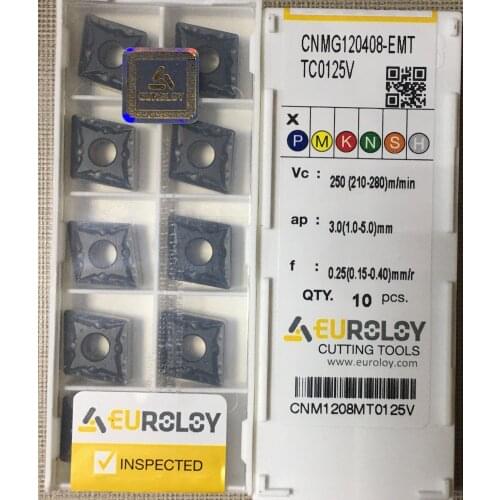 EUROLOY
EUROLOY
INSPECTED
CNMG120408-EMT
TC0125V
X
P M K N S H
Vc : 250 (210-280)m/min
ap : 3.0(1.0-5.0)mm
f : 0.25(0.15-0.40)mm/r
QTY. 10 pcs.
EUROLOY
CUTTING TOOLS
www.euroloy.com
CNM1208MT0125V